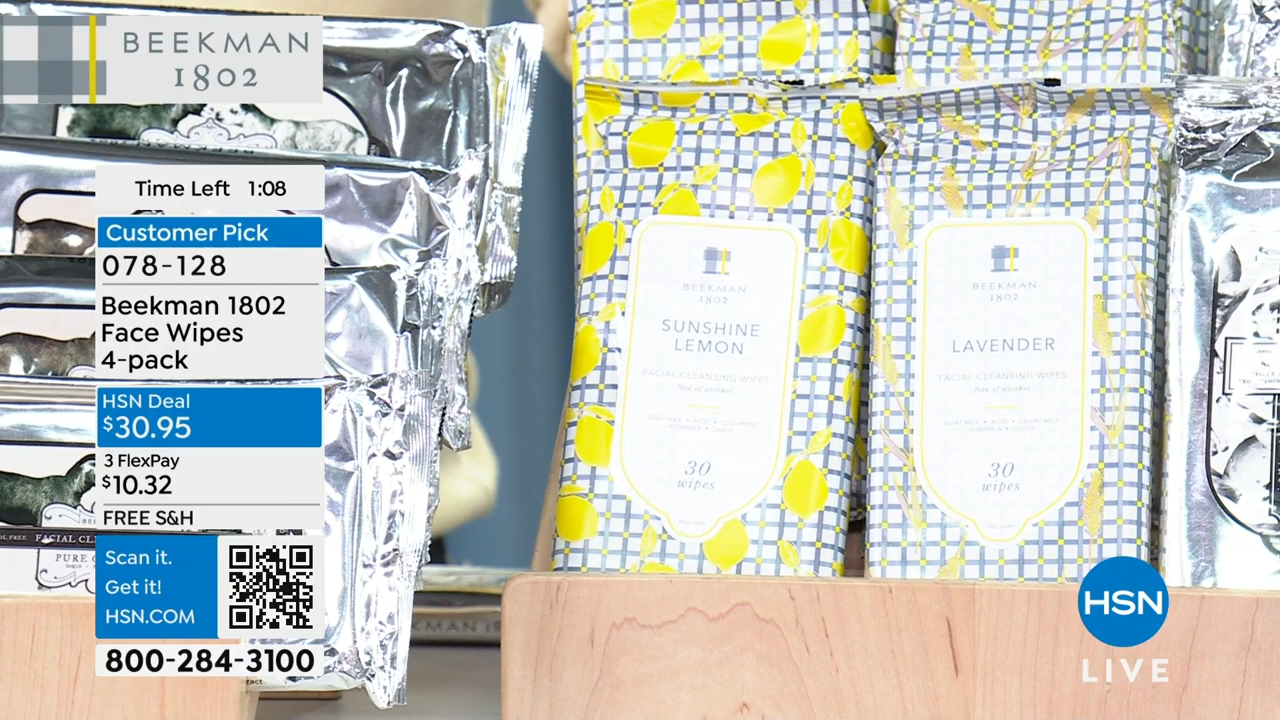 BEEKMAN
1802
Time Left 1:08
Customer Pick
078-128
Beekman 1802
Face Wipes
4-pack
HSN Deal
$30.95
3 FlexPay
$10.32
FREE S&H
Scan it.
Get it!
HSN.COM
800-284-3100
BEEKMAN
1802
SUNSHINE
LEMON
FACIAL CLEANSING WIPES
free of alcohol
30
wipes
BEEKMAN
1802
LAVENDER
FACIAL CLEANSING WIPES
free of alcohol
30
wipes
FACIAL CL
PURE
HSN
LIVE